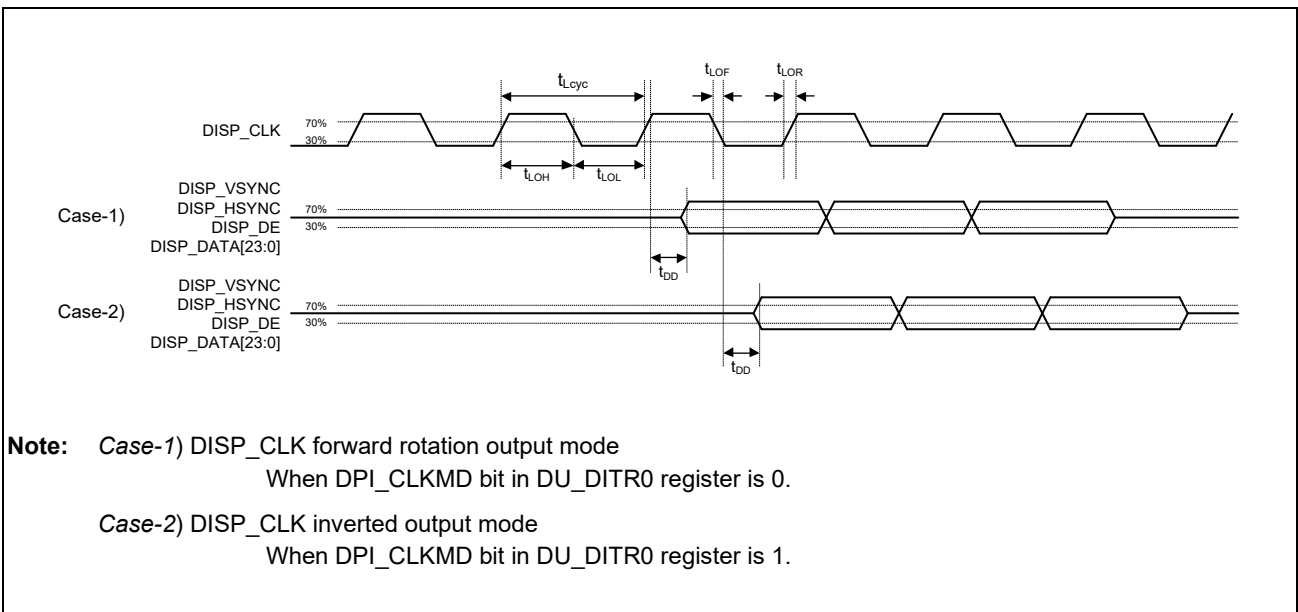 tLcyc
tLOF
tLOR
DISP_CLK
70%
30%
tLOH
tLOL
Case-1)
DISP_VSYNC
DISP_HSYNC
DISP_DE
DISP_DATA[23:0]
70%
30%
tDD
Case-2)
DISP_VSYNC
DISP_HSYNC
DISP_DE
DISP_DATA[23:0]
70%
30%
tDD
Note: Case-1) DISP_CLK forward rotation output mode
When DPI_CLKMD bit in DU_DITR0 register is 0.
Case-2) DISP_CLK inverted output mode
When DPI_CLKMD bit in DU_DITR0 register is 1.